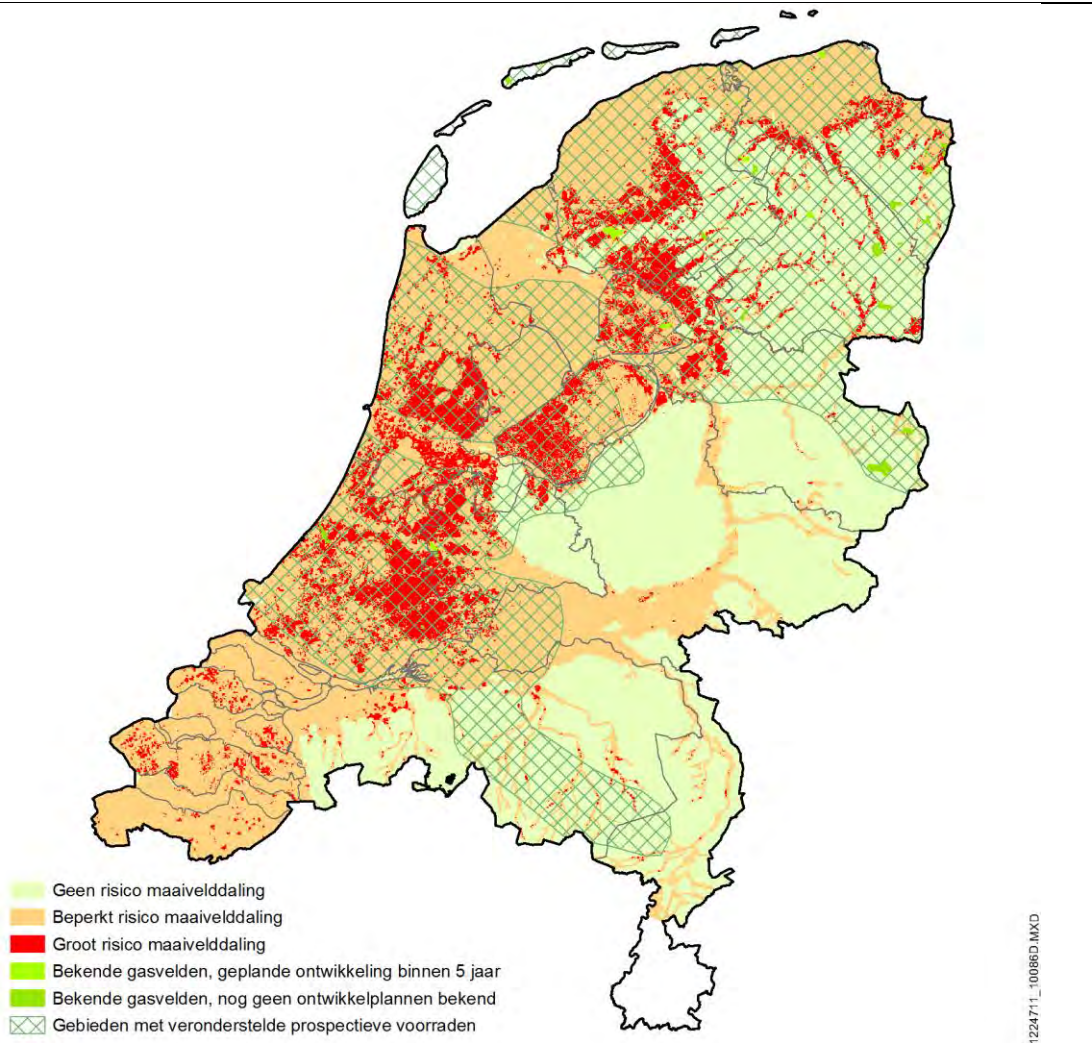 Geen risico maaivelddaling
Beperkt risico maaivelddaling
Groot risico maaivelddaling
Bekende gasvelden, geplande ontwikkeling binnen 5 jaar
Bekende gasvelden, nog geen ontwikkelplannen bekend
Gebieden met veronderstelde prospectieve voorraden
1224711_10086D.MXD